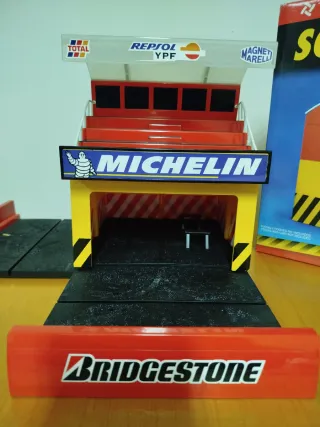 TOTAL
REPSOL
YPF
MAGNETI
MARELLI
MICHELIN
BRIDGESTONE